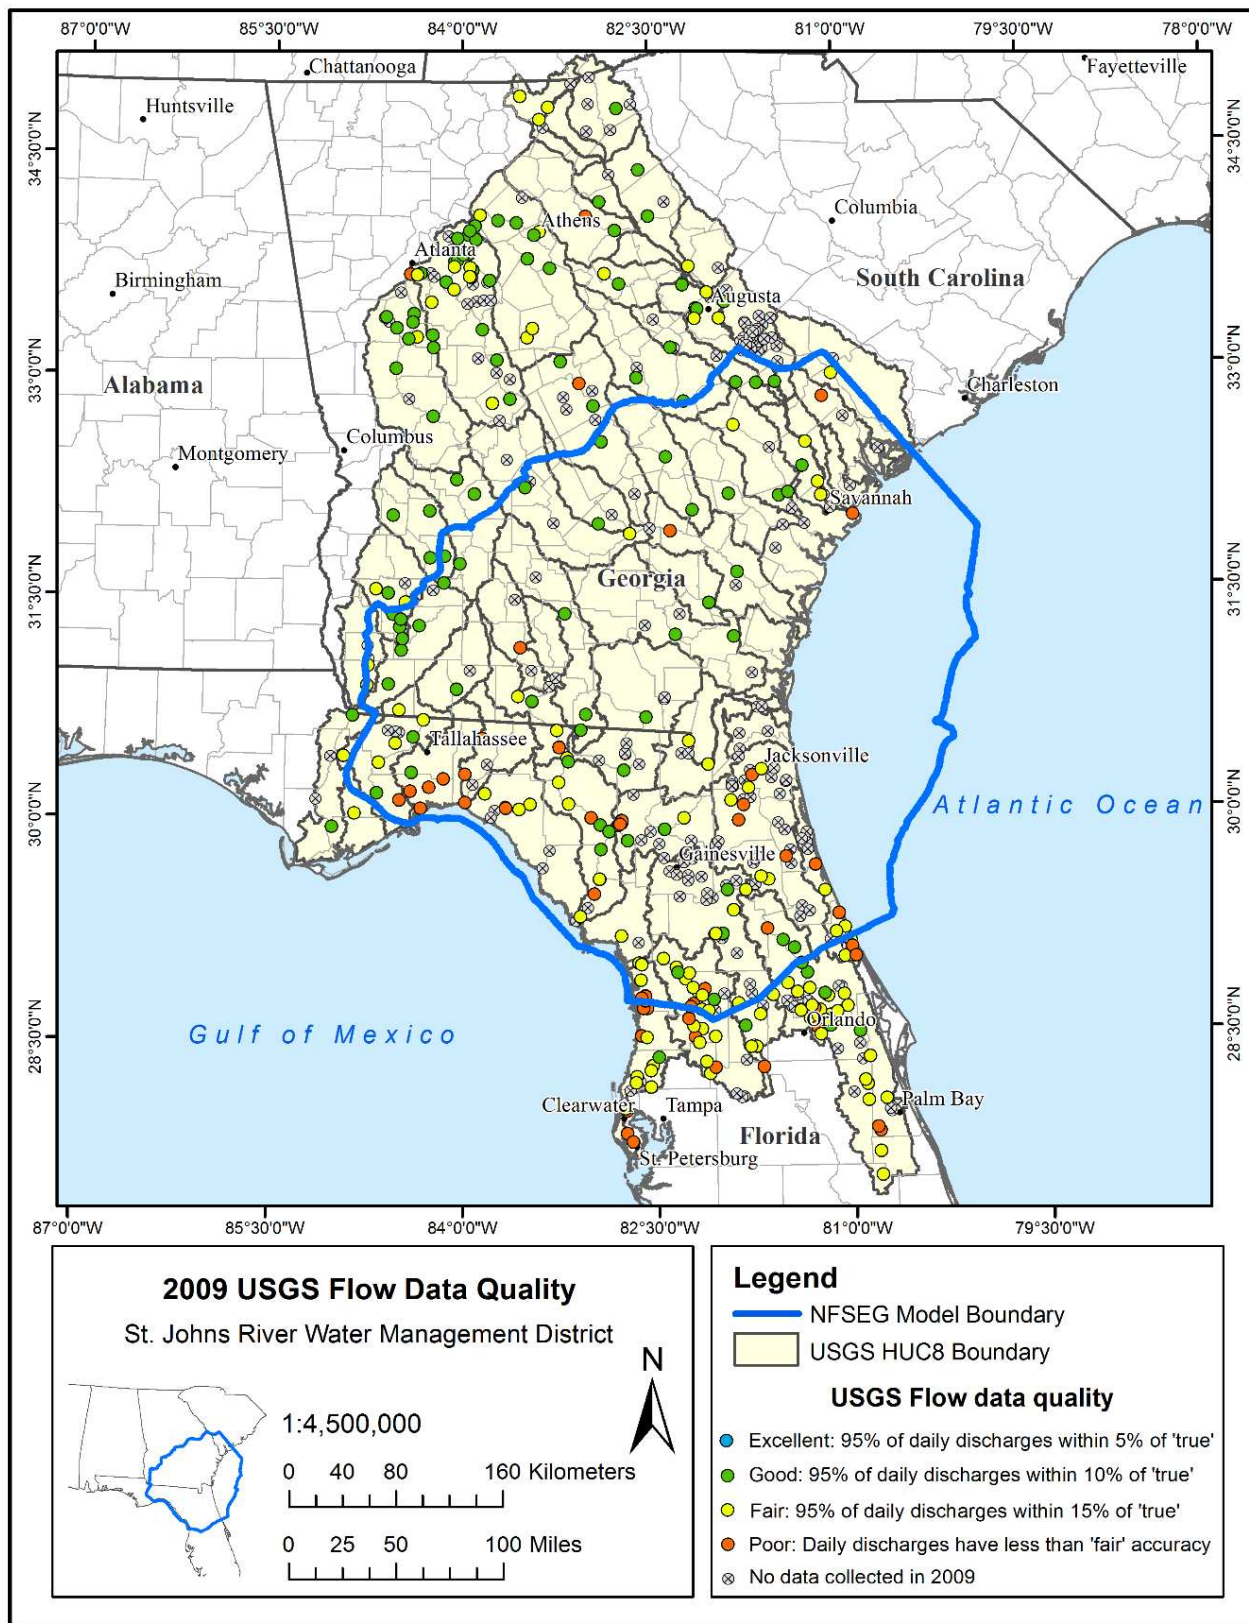 87°0'0"W 85°30'0"W 84°0'0"W 82°30'0"W 81°0'0"W 79°30'0"W 78°0'0"W
Chattanooga
Fayetteville
Huntsville
34°30'0"N
34°30'0"N
Columbia
Athens
Atlanta
South Carolina
Birmingham
Augusta
33°0'0"N
33°0'0"N
Alabama
Charleston
Columbus
Montgomery
Savannah
Georgia
31°30'0"N
31°30'0"N
Tallahassee
Jacksonville
30°0'0"N
30°0'0"N
Atlantic Ocean
Gainesville
28°30'0"N
28°30'0"N
Gulf of Mexico
Orlando
Clearwater
Tampa
Palm Bay
Florida
St. Petersburg
87°0'0"W 85°30'0"W 84°0'0"W 82°30'0"W 81°0'0"W 79°30'0"W
2009 USGS Flow Data Quality
St. Johns River Water Management District
N
1:4,500,000
0 40 80 160 Kilometers
0 25 50 100 Miles
Legend
NFSEG Model Boundary
USGS HUC8 Boundary
USGS Flow data quality
Excellent: 95% of daily discharges within 5% of 'true'
Good: 95% of daily discharges within 10% of 'true'
Fair: 95% of daily discharges within 15% of 'true'
Poor: Daily discharges have less than 'fair' accuracy
No data collected in 2009